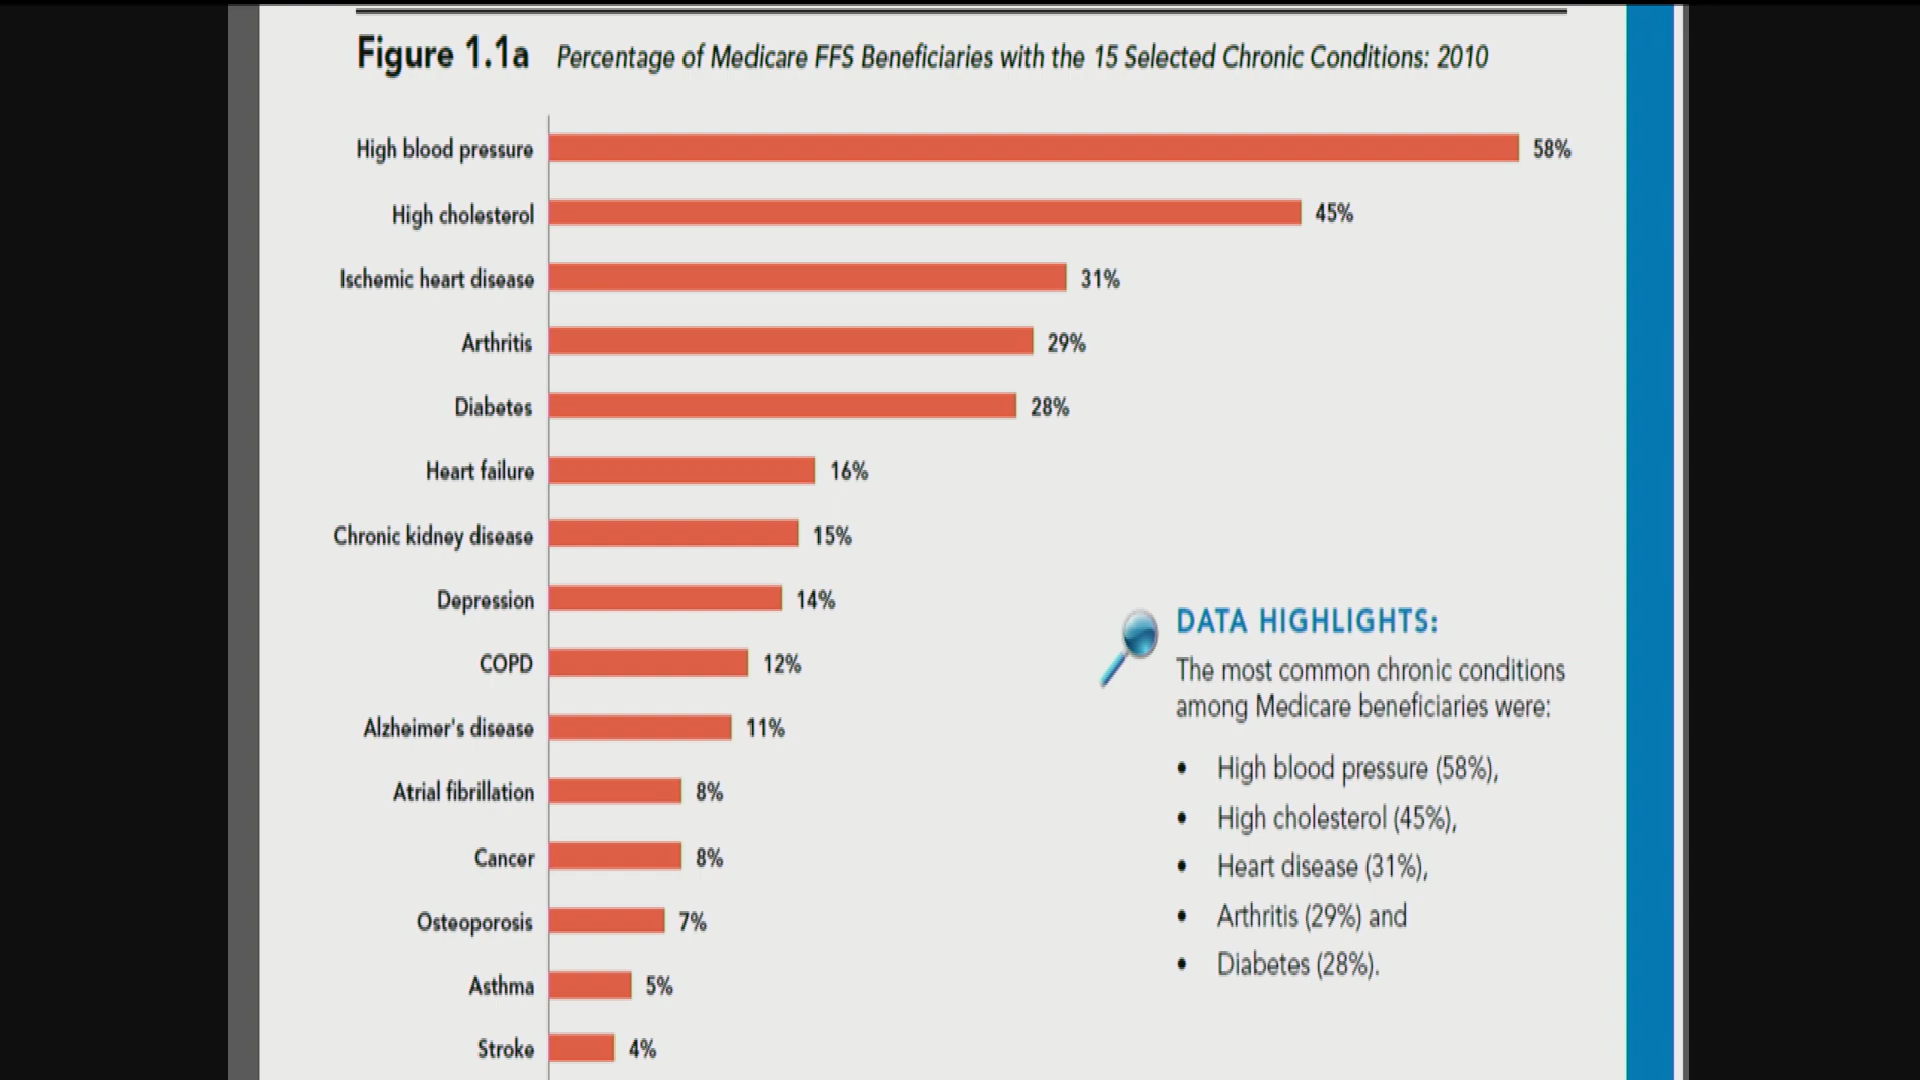 Figure 1.1a Percentage of Medicare FFS Beneficiaries with the 15 Selected Chronic Conditions: 2010
High blood pressure 58%
High cholesterol 45%
Ischemic heart disease 31%
Arthritis 29%
Diabetes 28%
Heart failure 16%
Chronic kidney disease 15%
Depression 14%
COPD 12%
Alzheimer's disease 11%
Atrial fibrillation 8%
Cancer 8%
Osteoporosis 7%
Asthma 5%
Stroke 4%
DATA HIGHLIGHTS:
The most common chronic conditions
among Medicare beneficiaries were:
• High blood pressure (58%),
• High cholesterol (45%),
• Heart disease (31%),
• Arthritis (29%) and
• Diabetes (28%).